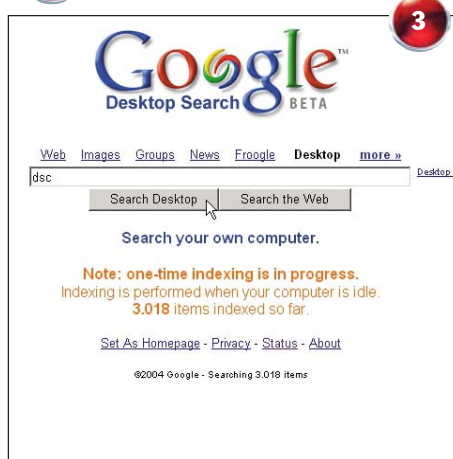 3
Google™
Desktop Search BETA
Web Images Groups News Froogle Desktop more »
dsc
Desktop
Search Desktop Search the Web
Search your own computer.
Note: one-time indexing is in progress.
Indexing is performed when your computer is idle.
3.018 items indexed so far.
Set As Homepage - Privacy - Status - About
©2004 Google - Searching 3.018 items